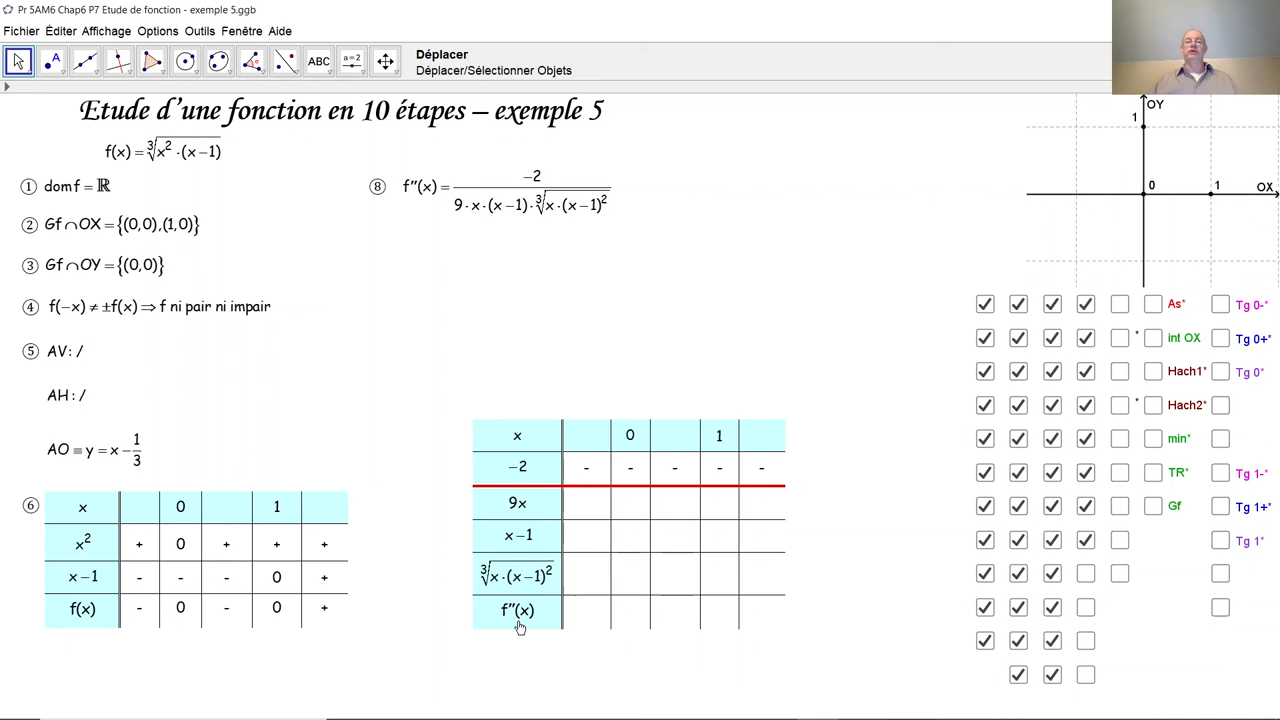 Pr 5AM6 Chap6 P7 Etude de fonction - exemple 5.ggb
Fichier Éditer Affichage Options Outils Fenêtre Aide
A ABC a=2
Déplacer
Déplacer/Sélectionner Objets
Etude d'une fonction en 10 étapes – exemple 5
f(x) = ∛(x²·(x−1))
① dom f = ℝ
② Gf ∩ OX = {(0,0),(1,0)}
③ Gf ∩ OY = {(0,0)}
④ f(−x) ≠ ±f(x) ⇒ f ni pair ni impair
⑤ AV : /
AH : /
AO ≡ y = x − 1/3
⑥ x 0 1
x² + 0 + + +
x−1 - - - 0 +
f(x) - 0 - 0 +
⑧ f''(x) = −2 / (9·x·(x−1)·∛(x·(x−1)²))
x 0 1
−2 - - - - -
9x
x−1
∛(x·(x−1)²)
f''(x)
OY
1
0 1 OX
As* Tg 0-*
* int OX Tg 0+*
Hach1* Tg 0*
* Hach2*
min*
TR* Tg 1-*
Gf Tg 1+*
Tg 1*